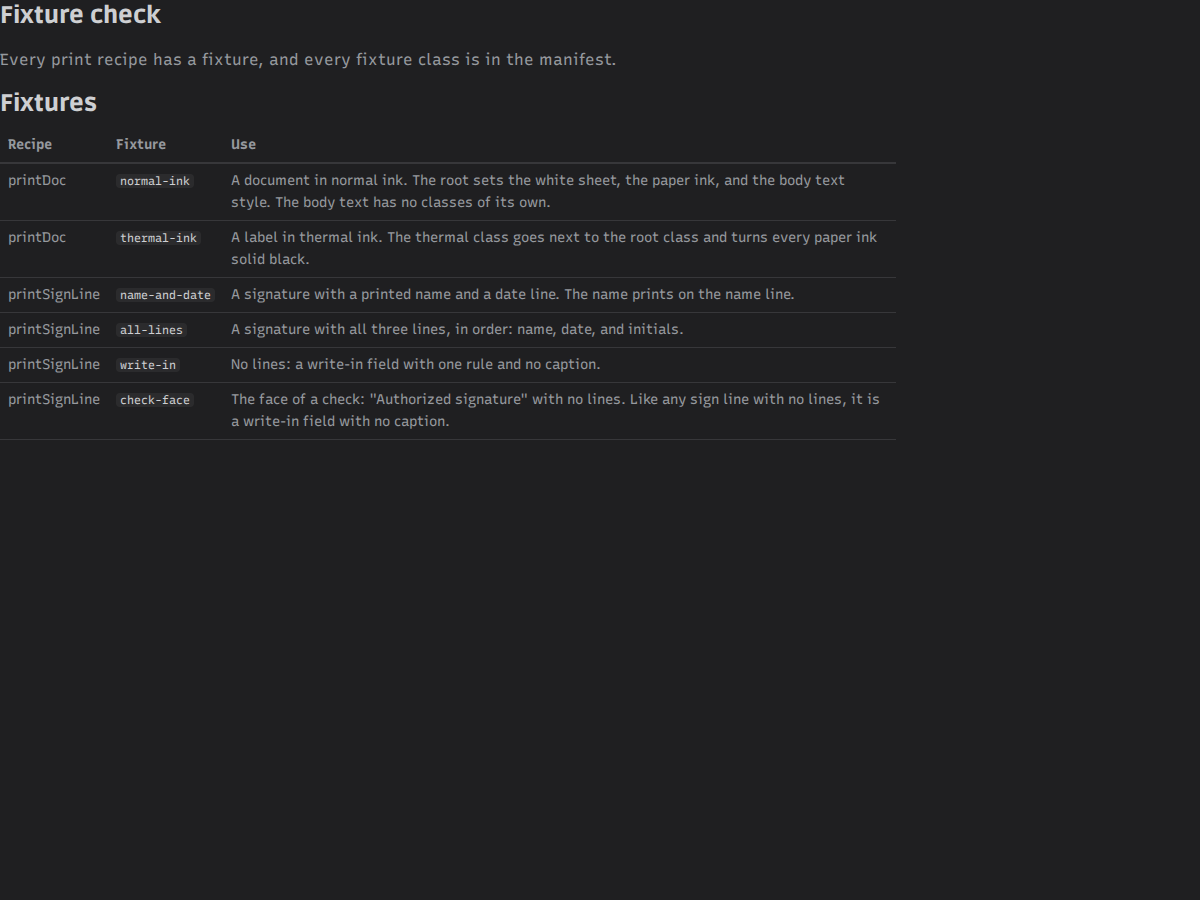 Fixture check
Every print recipe has a fixture, and every fixture class is in the manifest.
Fixtures
Recipe Fixture Use
printDoc normal-ink A document in normal ink. The root sets the white sheet, the paper ink, and the body text
style. The body text has no classes of its own.
printDoc thermal-ink A label in thermal ink. The thermal class goes next to the root class and turns every paper ink
solid black.
printSignLine name-and-date A signature with a printed name and a date line. The name prints on the name line.
printSignLine all-lines A signature with all three lines, in order: name, date, and initials.
printSignLine write-in No lines: a write-in field with one rule and no caption.
printSignLine check-face The face of a check: "Authorized signature" with no lines. Like any sign line with no lines, it is
a write-in field with no caption.